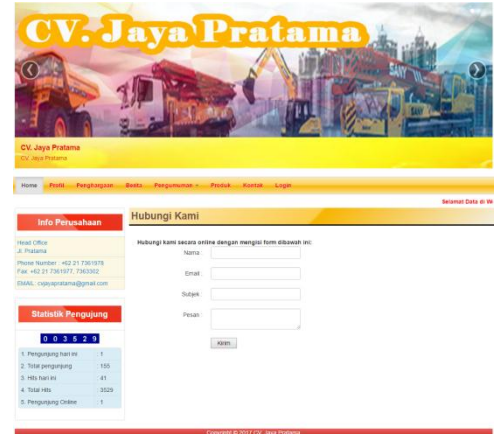 CV. Jaya Pratama
CV. Jaya Pratama
CV. Jaya Pratama
Home Profil Penghargaan Berita Pengumuman Produk Kontak Login
Selamat Data di W
Info Perusahaan
Head Office
Jl. Pratama
Phone Number : +62 21 7361978
Fax: +62 21 7361977, 7363302
EMAIL: cvjayapratama@gmail.com
Statistik Pengujung
0 0 3 5 2 9
1. Pengunjung hari ini : 1
2. Total pengunjung : 155
3. Hits hari ini : 41
4. Total Hits : 3529
5. Pengunjung Online : 1
Hubungi Kami
Hubungi kami secara online dengan mengisi form dibawah ini:
Nama :
Email :
Subjek :
Pesan :
Kirim
Copyright © 2017 CV. Jaya Pratama